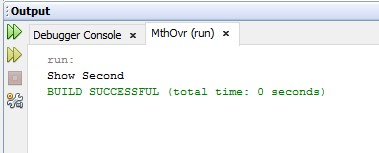 Output
Debugger Console × MthOvr (run) ×
run:
Show Second
BUILD SUCCESSFUL (total time: 0 seconds)